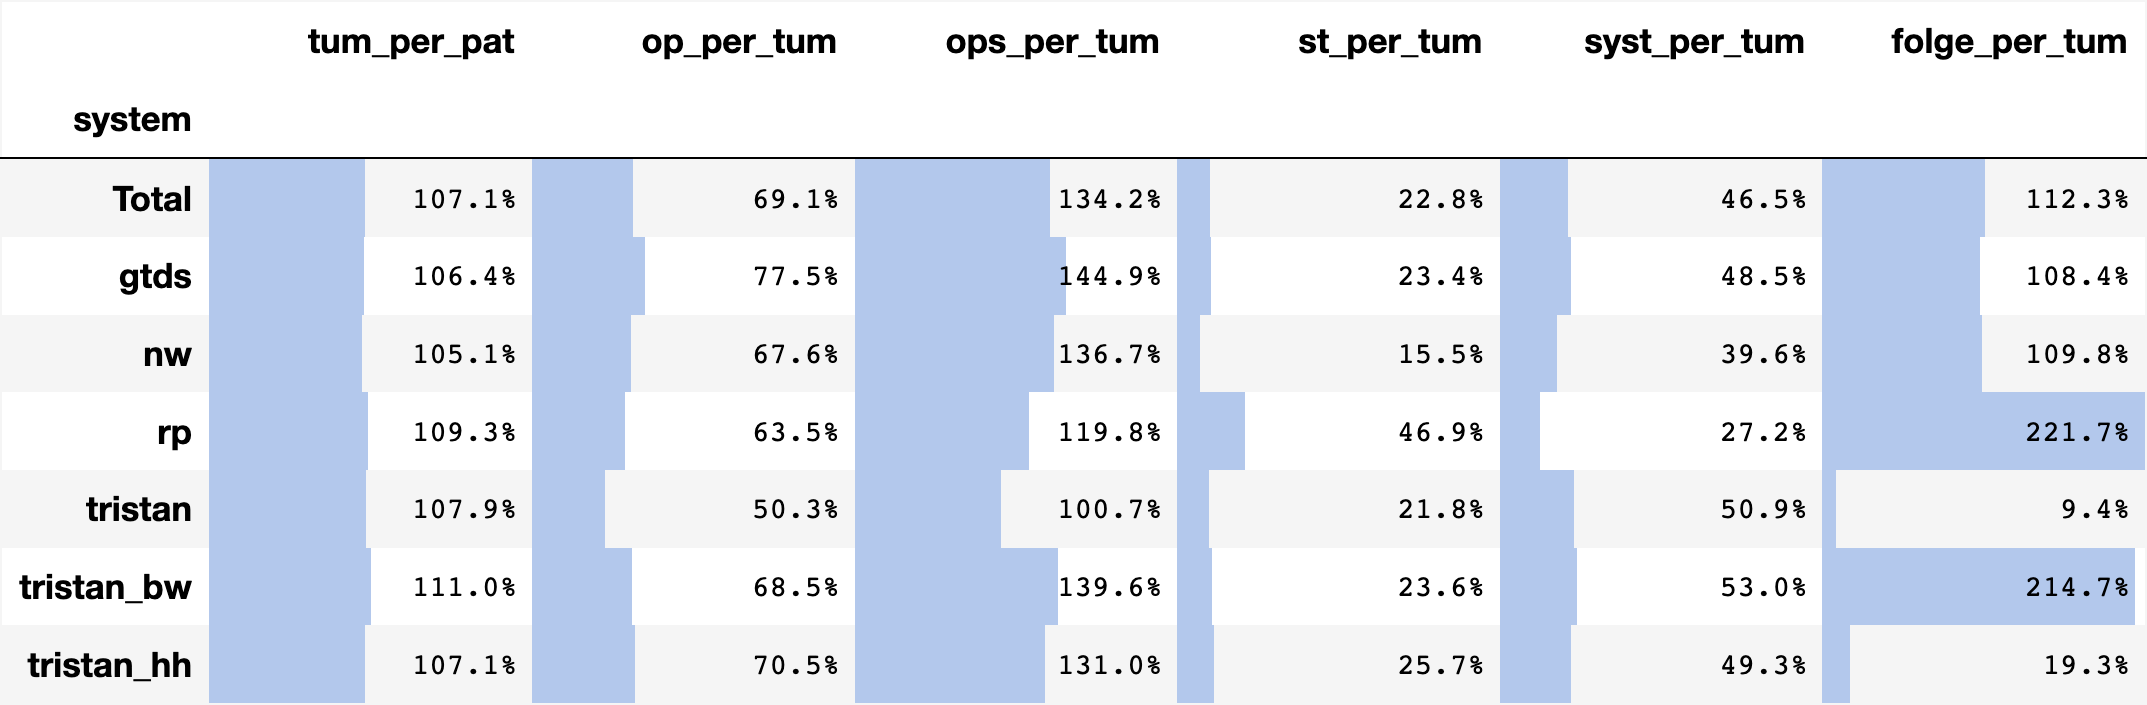 tum_per_pat op_per_tum ops_per_tum st_per_tum syst_per_tum folge_per_tum
system
Total 107.1% 69.1% 134.2% 22.8% 46.5% 112.3%
gtds 106.4% 77.5% 144.9% 23.4% 48.5% 108.4%
nw 105.1% 67.6% 136.7% 15.5% 39.6% 109.8%
rp 109.3% 63.5% 119.8% 46.9% 27.2% 221.7%
tristan 107.9% 50.3% 100.7% 21.8% 50.9% 9.4%
tristan_bw 111.0% 68.5% 139.6% 23.6% 53.0% 214.7%
tristan_hh 107.1% 70.5% 131.0% 25.7% 49.3% 19.3%